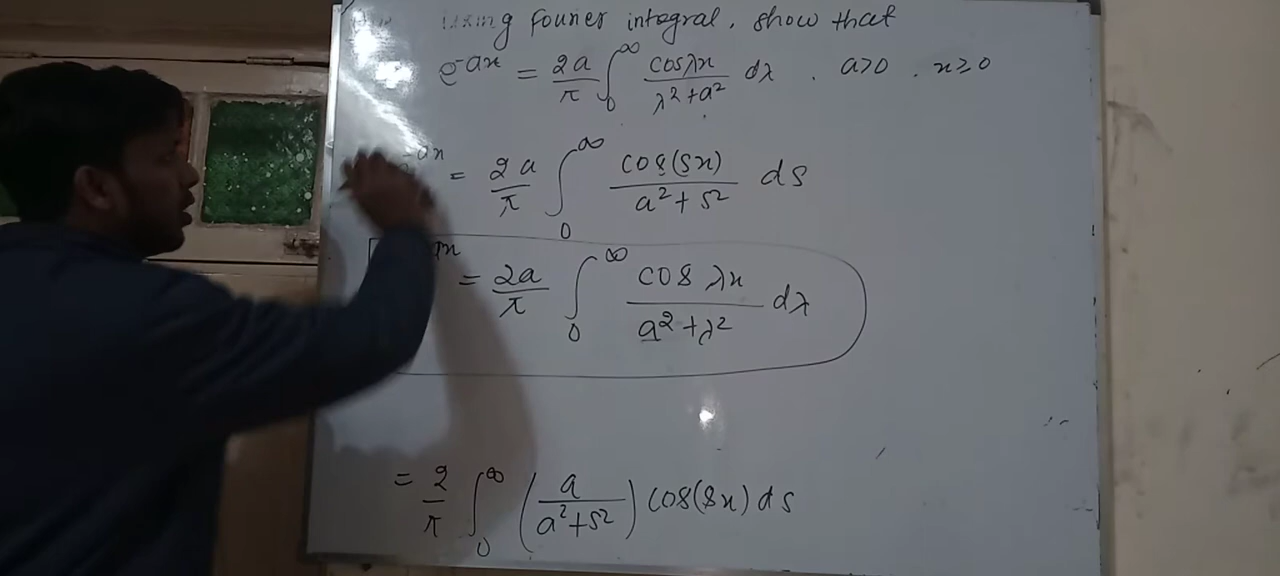 using fourier integral, show that
e^-ax = 2a/π ∫_0^∞ cosλx/(λ²+a²) dλ . a>0 . x≥0
-ax = 2a/π ∫_0^∞ cos(sx)/(a²+s²) ds
x = 2a/π ∫_0^∞ cos λx/(a²+λ²) dλ
= 2/π ∫_0^∞ (a/(a²+s²)) cos(sx) ds